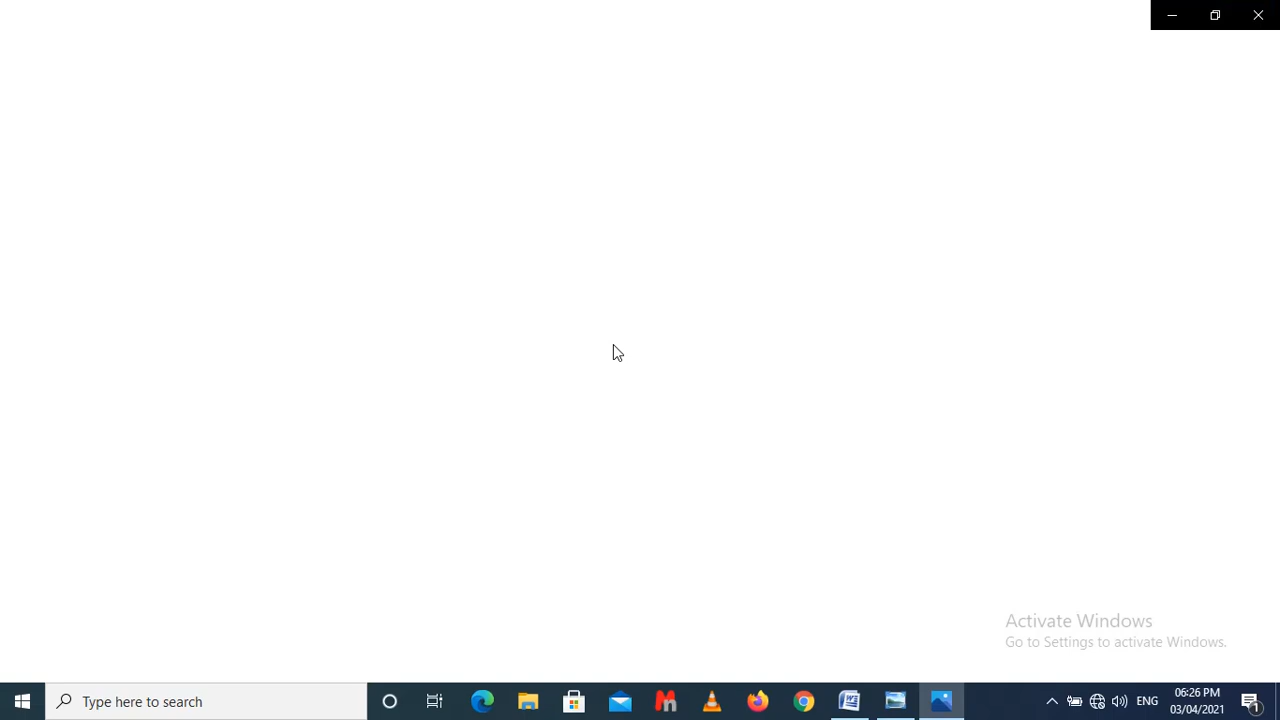 Activate Windows
Go to Settings to activate Windows.
Type here to search
ENG
06:26 PM
03/04/2021
1